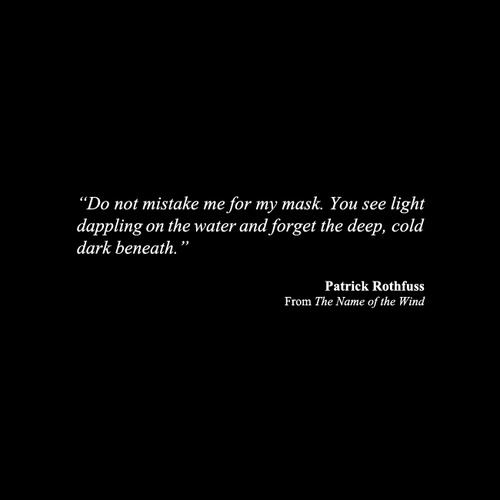 “Do not mistake me for my mask. You see light
dappling on the water and forget the deep, cold
dark beneath.”
Patrick Rothfuss
From The Name of the Wind